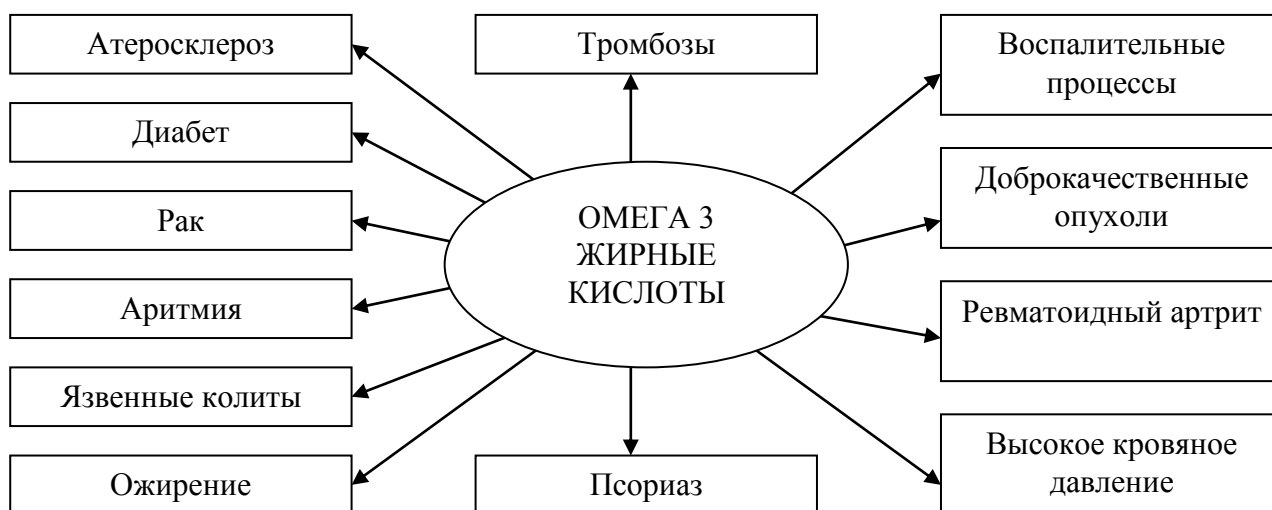 Атеросклероз
Диабет
Рак
Аритмия
Язвенные колиты
Ожирение
Тромбозы
ОМЕГА 3
ЖИРНЫЕ
КИСЛОТЫ
Псориаз
Воспалительные
процессы
Доброкачественные
опухоли
Ревматоидный артрит
Высокое кровяное
давление